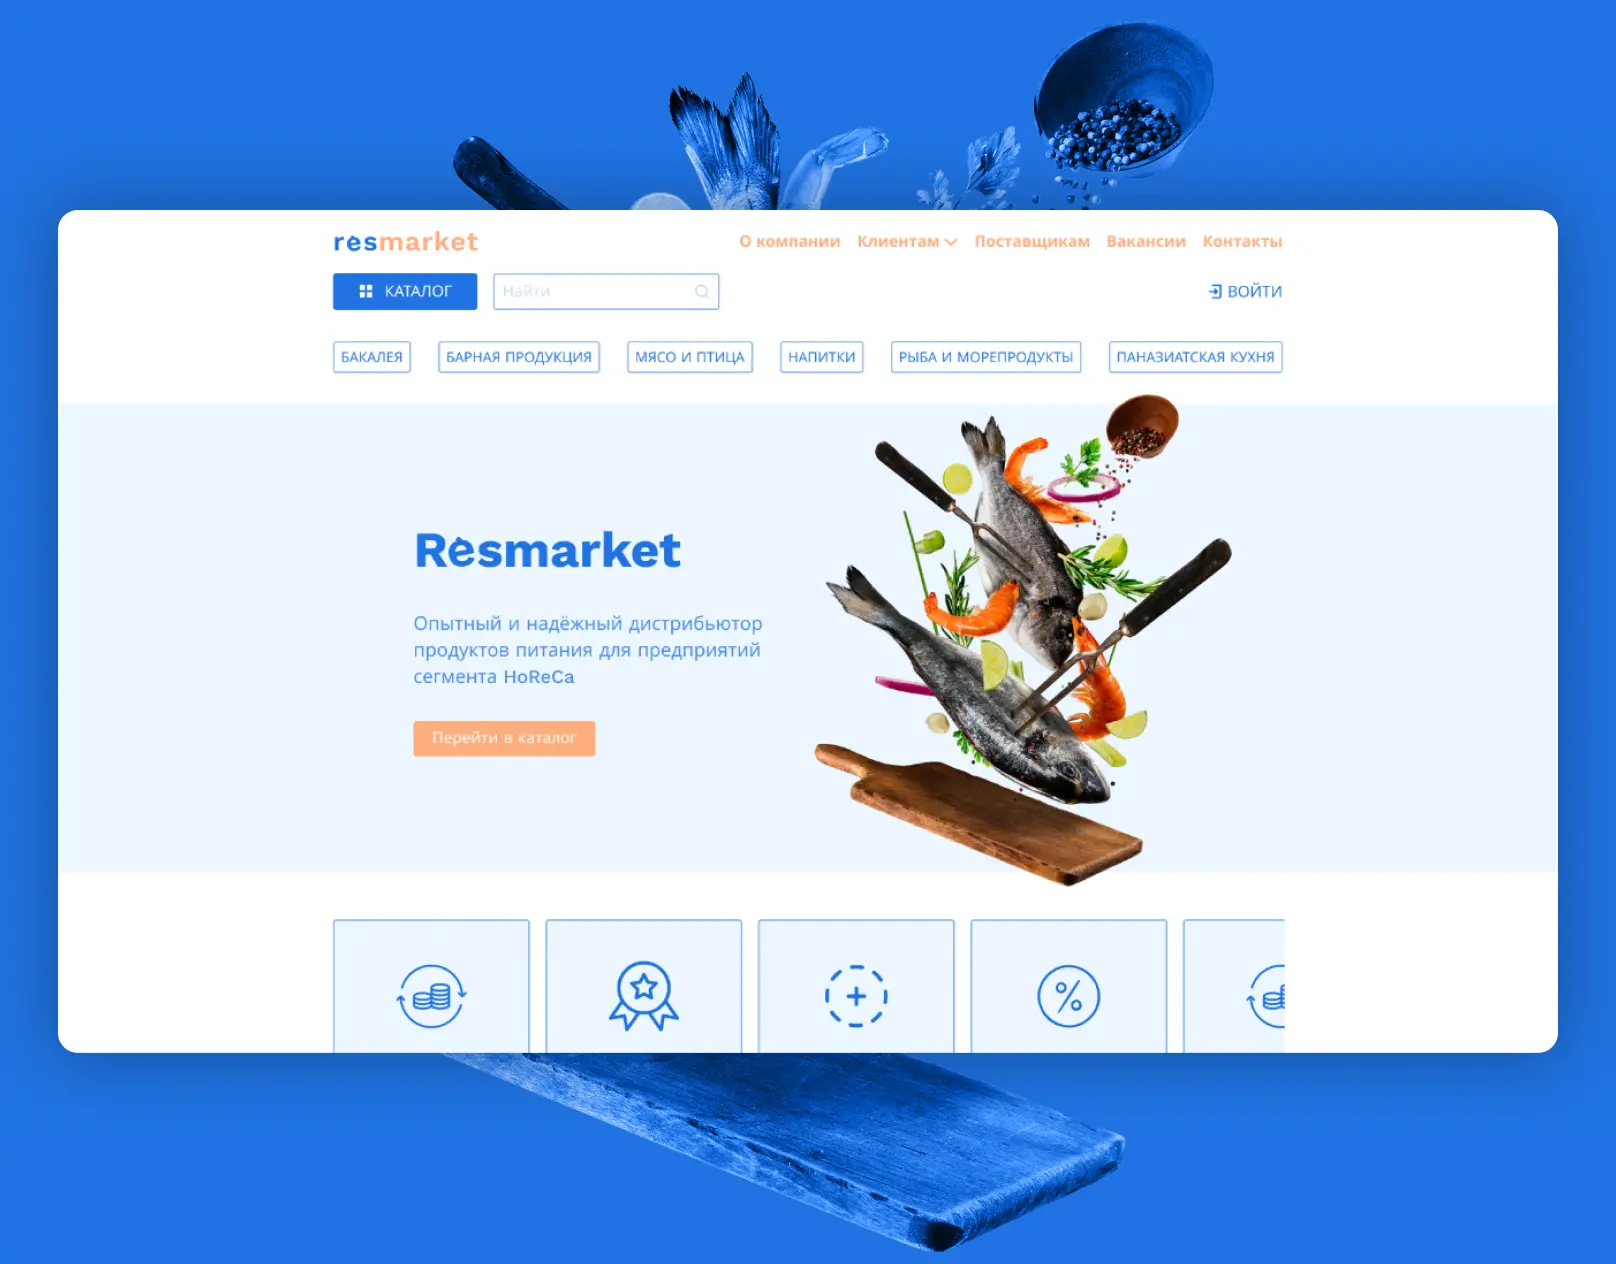 resmarket
О компании Клиентам Поставщикам Вакансии Контакты
КАТАЛОГ Найти ВОЙТИ
БАКАЛЕЯ БАРНАЯ ПРОДУКЦИЯ МЯСО И ПТИЦА НАПИТКИ РЫБА И МОРЕПРОДУКТЫ ПАНАЗИАТСКАЯ КУХНЯ
Resmarket
Опытный и надёжный дистрибьютор
продуктов питания для предприятий
сегмента HoReCa
Перейти в каталог